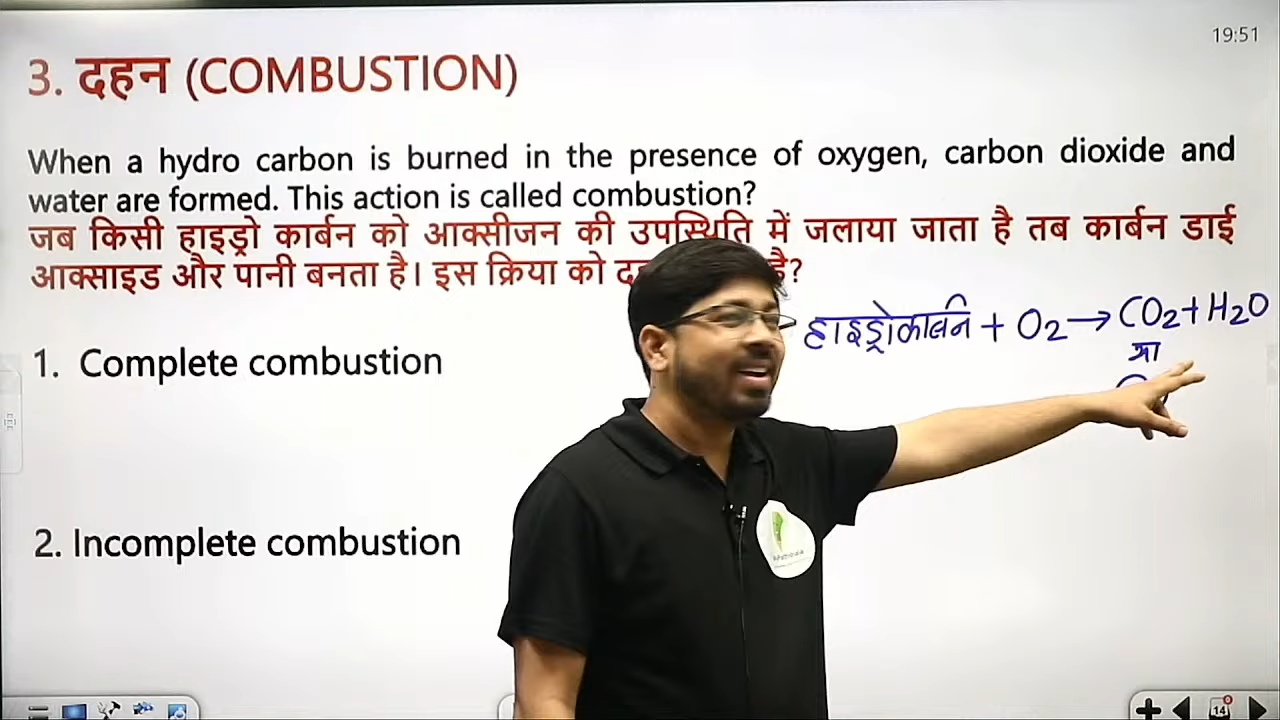 19:51
3. दहन (COMBUSTION)
When a hydro carbon is burned in the presence of oxygen, carbon dioxide and
water are formed. This action is called combustion?
जब किसी हाइड्रो कार्बन को आक्सीजन की उपस्थिति में जलाया जाता है तब कार्बन डाई
आक्साइड और पानी बनता है। इस क्रिया को है?
हाइड्रोकार्बन + O₂ → CO₂ + H₂O
1. Complete combustion
2. Incomplete combustion
14